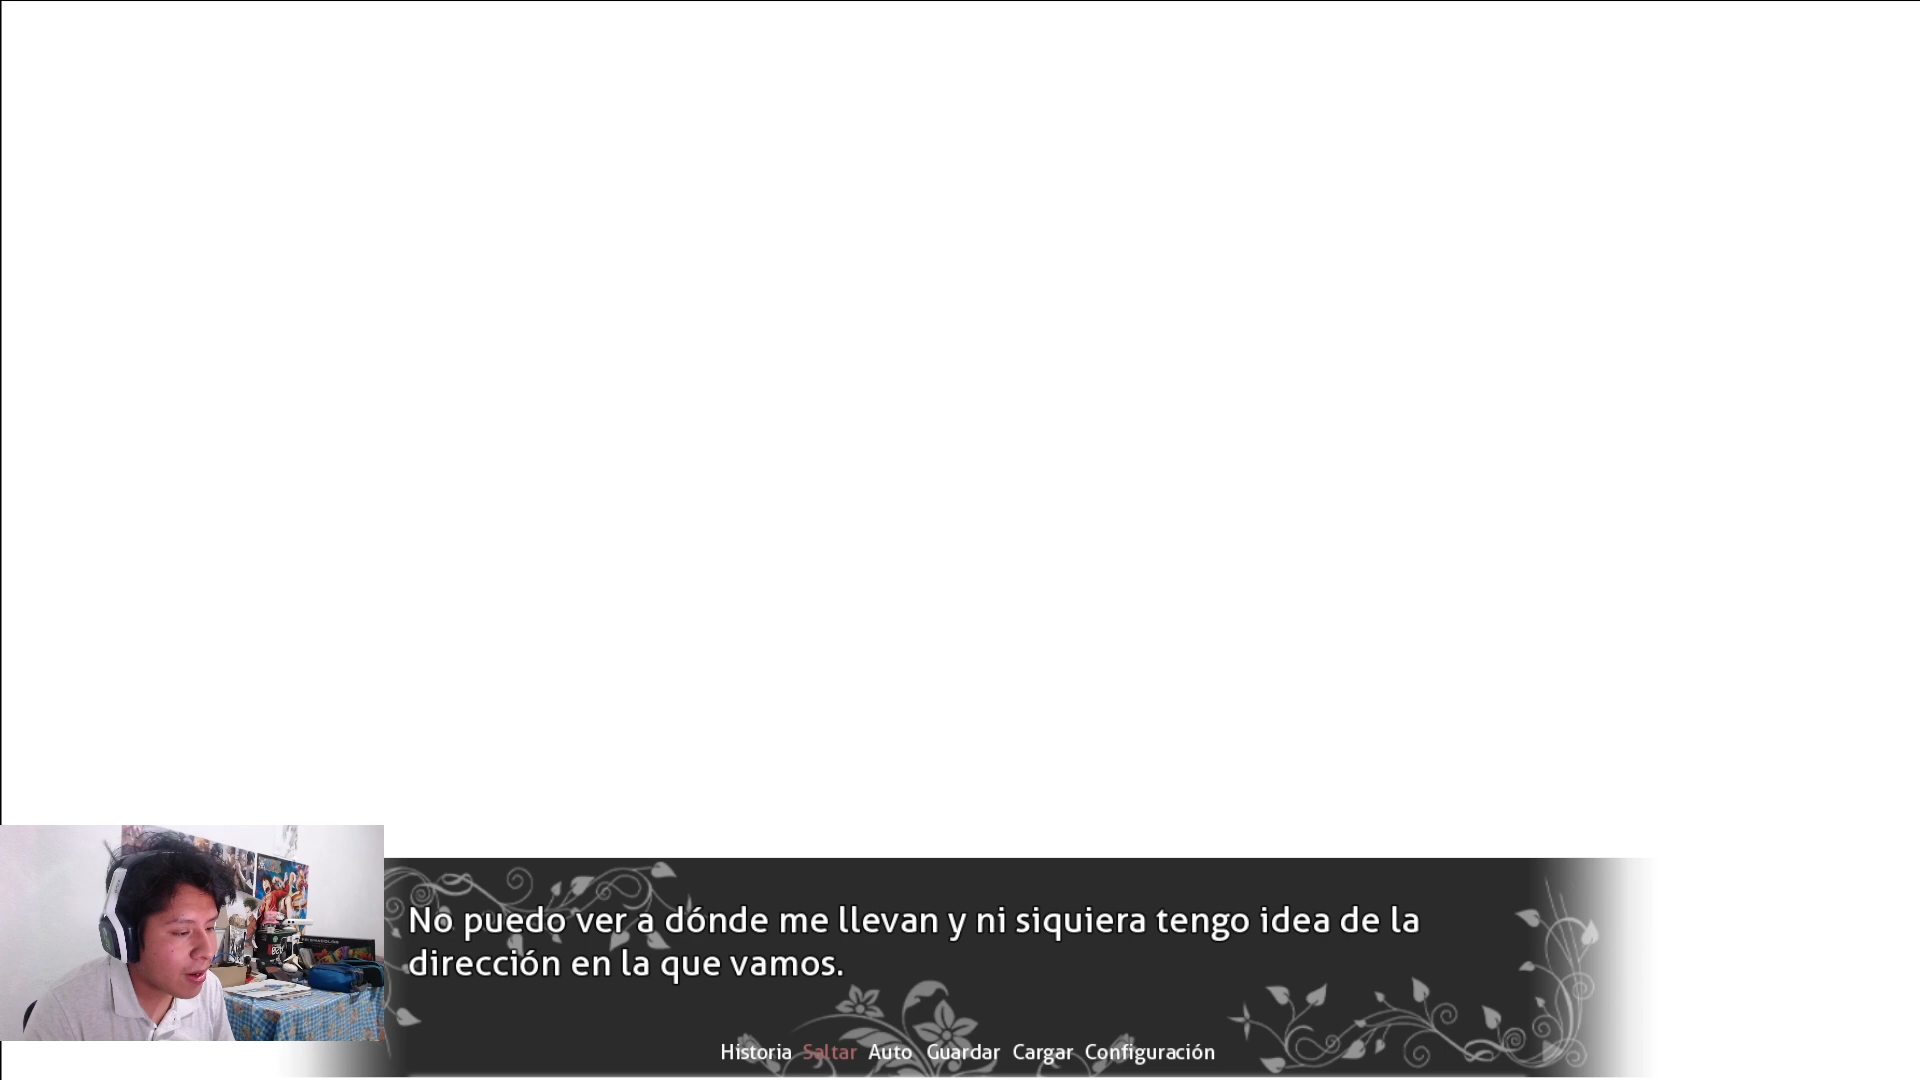 No puedo ver a dónde me llevan y ni siquiera tengo idea de la
dirección en la que vamos.
Historia Saltar Auto Guardar Cargar Configuración